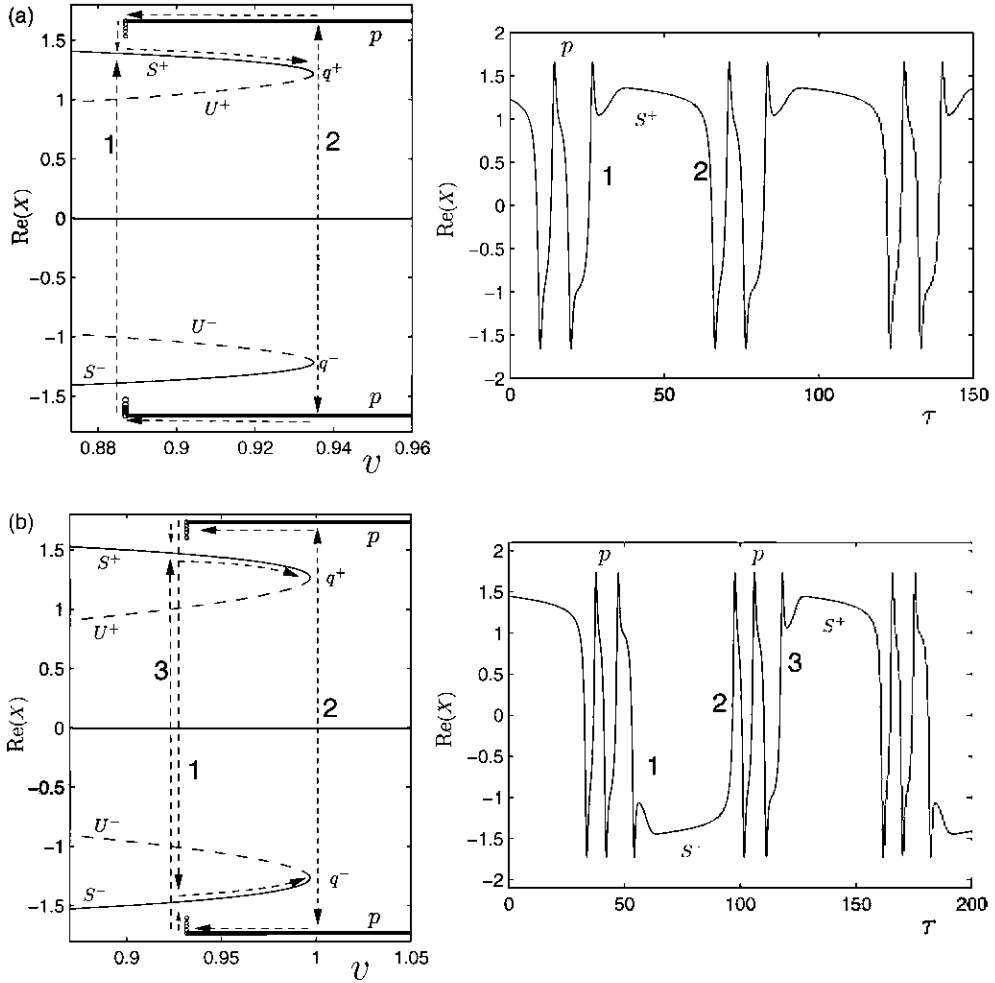 (a)
1.5
1
0.5
0
−0.5
−1
−1.5
Re(X)
p
S+
q+
U+
1
2
U−
q−
S−
p
0.88
0.9
0.92
0.94
0.96
υ
2
1.5
1
0.5
0
−0.5
−1
−1.5
−2
Re(X)
p
S+
1
2
0
50
100
150
τ
(b)
1.5
1
0.5
0
−0.5
−1
−1.5
Re(X)
p
S+
q+
U+
3
2
1
U−
q−
S−
p
0.9
0.95
1
1.05
υ
2
1.5
1
0.5
0
−0.5
−1
−1.5
−2
Re(X)
p
p
S+
3
2
1
S-
0
50
100
150
200
τ